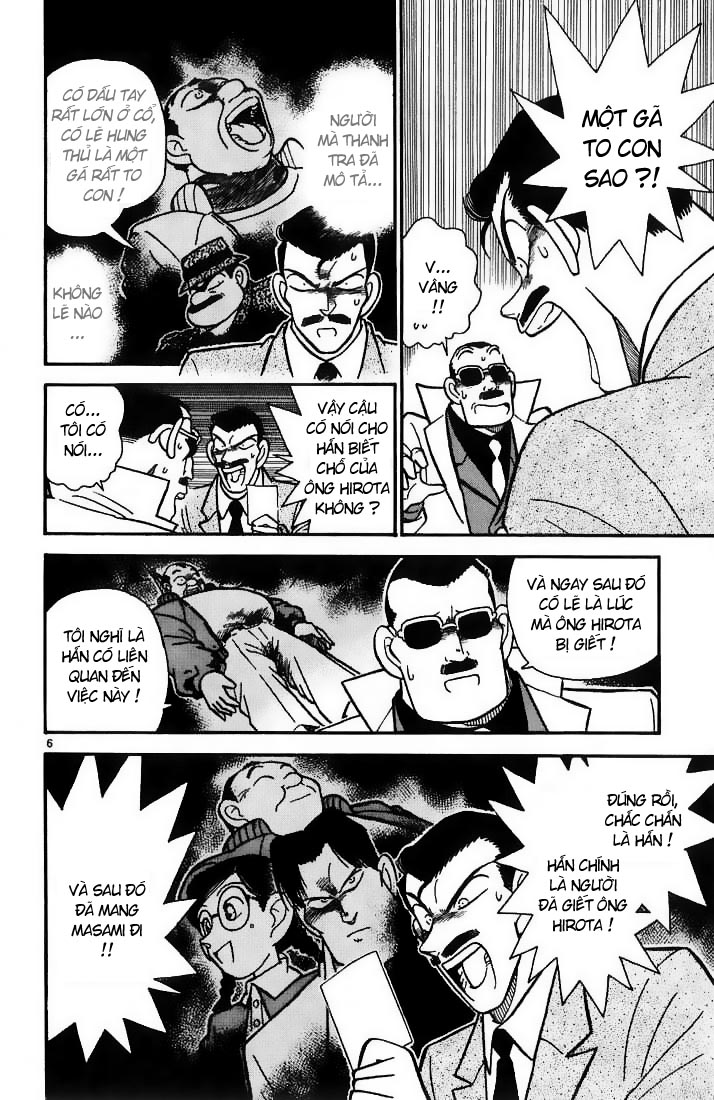 MỘT GÃ
TO CON
SAO ?!
V...
VÂNG
!!
NGƯỜI
MÀ THANH
TRA ĐÃ
MÔ TẢ...
CÓ DẤU TAY
RẤT LỚN Ở CỔ,
CÓ LẼ HUNG
THỦ LÀ MỘT
GÁ RẤT TO
CON !
KHÔNG
LẼ NÀO
...
VẬY CẬU
CÓ NÓI CHO
HẮN BIẾT
CHỖ CỦA
ÔNG HIROTA
KHÔNG ?
CÓ...
TÔI CÓ
NÓI...
VÀ NGAY SAU ĐÓ
CÓ LẼ LÀ LÚC
MÀ ÔNG HIROTA
BỊ GIẾT !
TÔI NGHĨ LÀ
HẮN CÓ LIÊN
QUAN ĐẾN
VIỆC NÀY !
6
ĐÚNG RỒI,
CHẮC CHẮN
LÀ HẮN !
HẮN CHÍNH
LÀ NGƯỜI
ĐÃ GIẾT ÔNG
HIROTA
VÀ SAU ĐÓ
ĐÃ MANG
MASAMI ĐI
!!